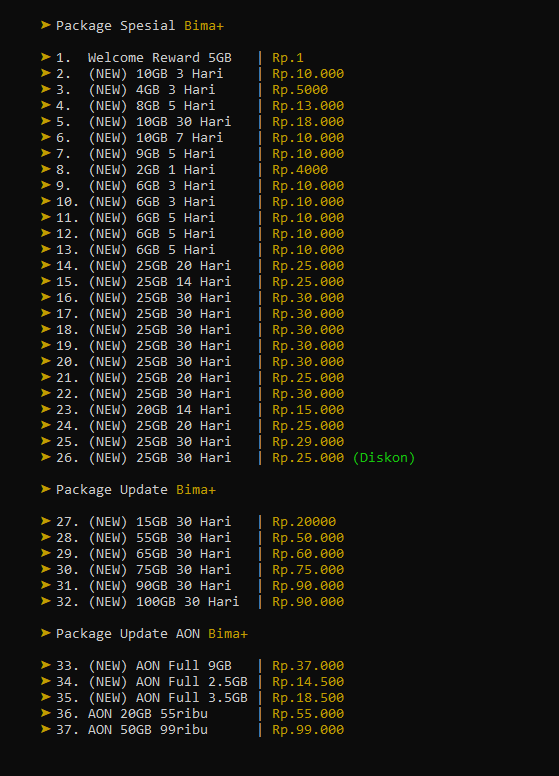 ➤ Package Spesial Bima+
➤ 1.  Welcome Reward 5GB   | Rp.1
➤ 2.  (NEW) 10GB 3 Hari    | Rp.10.000
➤ 3.  (NEW) 4GB 3 Hari     | Rp.5000
➤ 4.  (NEW) 8GB 5 Hari     | Rp.13.000
➤ 5.  (NEW) 10GB 30 Hari   | Rp.18.000
➤ 6.  (NEW) 10GB 7 Hari    | Rp.10.000
➤ 7.  (NEW) 9GB 5 Hari     | Rp.10.000
➤ 8.  (NEW) 2GB 1 Hari     | Rp.4000
➤ 9.  (NEW) 6GB 3 Hari     | Rp.10.000
➤ 10. (NEW) 6GB 3 Hari     | Rp.10.000
➤ 11. (NEW) 6GB 5 Hari     | Rp.10.000
➤ 12. (NEW) 6GB 5 Hari     | Rp.10.000
➤ 13. (NEW) 6GB 5 Hari     | Rp.10.000
➤ 14. (NEW) 25GB 20 Hari   | Rp.25.000
➤ 15. (NEW) 25GB 14 Hari   | Rp.25.000
➤ 16. (NEW) 25GB 30 Hari   | Rp.30.000
➤ 17. (NEW) 25GB 30 Hari   | Rp.30.000
➤ 18. (NEW) 25GB 30 Hari   | Rp.30.000
➤ 19. (NEW) 25GB 30 Hari   | Rp.30.000
➤ 20. (NEW) 25GB 30 Hari   | Rp.30.000
➤ 21. (NEW) 25GB 20 Hari   | Rp.25.000
➤ 22. (NEW) 25GB 30 Hari   | Rp.30.000
➤ 23. (NEW) 20GB 14 Hari   | Rp.15.000
➤ 24. (NEW) 25GB 20 Hari   | Rp.25.000
➤ 25. (NEW) 25GB 30 Hari   | Rp.29.000
➤ 26. (NEW) 25GB 30 Hari   | Rp.25.000 (Diskon)
➤ Package Update Bima+
➤ 27. (NEW) 15GB 30 Hari   | Rp.20000
➤ 28. (NEW) 55GB 30 Hari   | Rp.50.000
➤ 29. (NEW) 65GB 30 Hari   | Rp.60.000
➤ 30. (NEW) 75GB 30 Hari   | Rp.75.000
➤ 31. (NEW) 90GB 30 Hari   | Rp.90.000
➤ 32. (NEW) 100GB 30 Hari  | Rp.90.000
➤ Package Update AON Bima+
➤ 33. (NEW) AON Full 9GB   | Rp.37.000
➤ 34. (NEW) AON Full 2.5GB | Rp.14.500
➤ 35. (NEW) AON Full 3.5GB | Rp.18.500
➤ 36. AON 20GB 55ribu      | Rp.55.000
➤ 37. AON 50GB 99ribu      | Rp.99.000